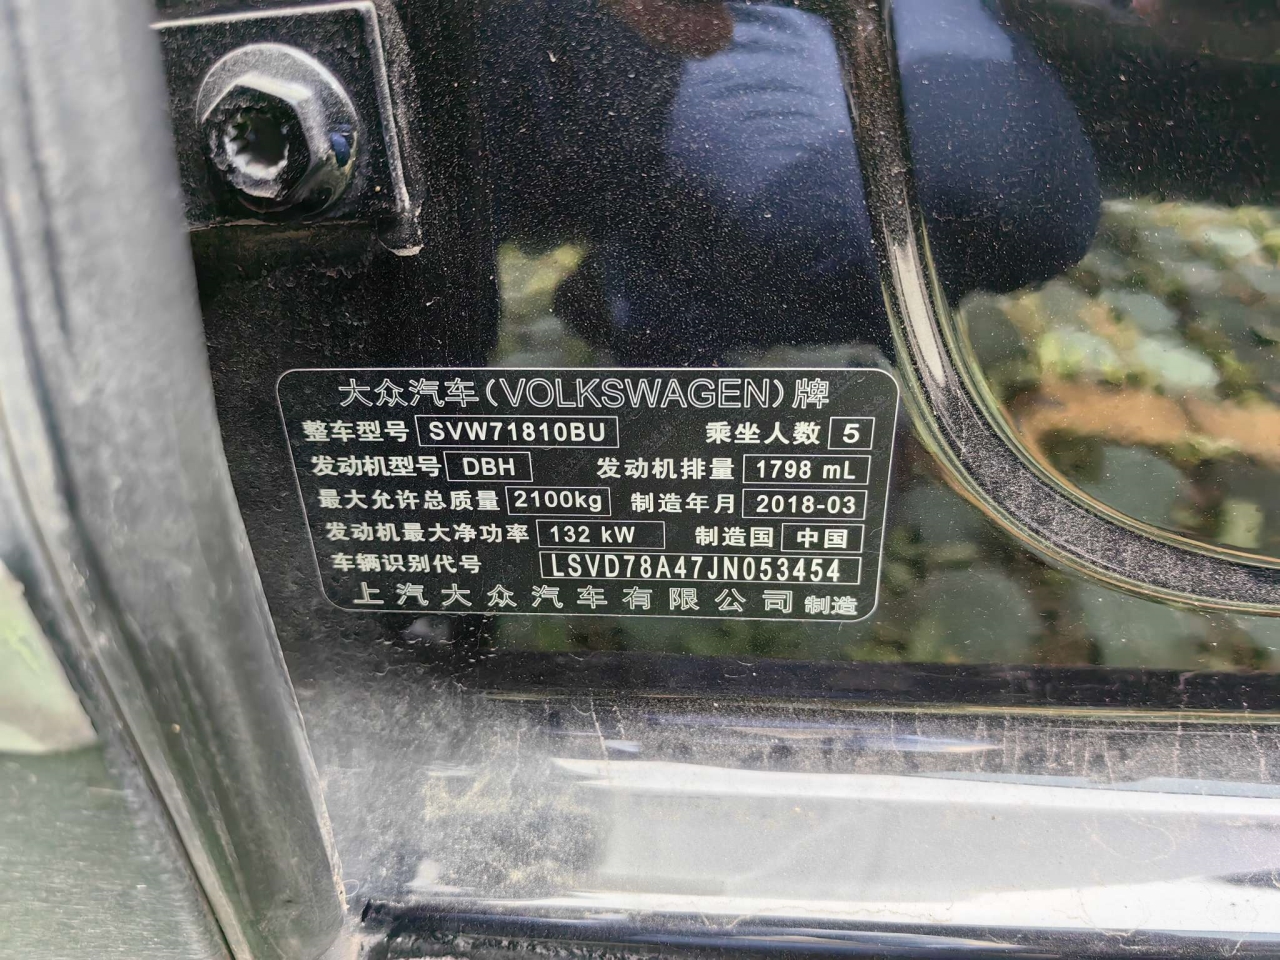 大众汽车(VOLKSWAGEN)牌
整车型号 SVW71810BU 乘坐人数 5
发动机型号 DBH 发动机排量 1798 mL
最大允许总质量 2100kg 制造年月 2018-03
发动机最大净功率 132 kW 制造国 中国
车辆识别代号 LSVD78A47JN053454
上汽大众汽车有限公司 制造